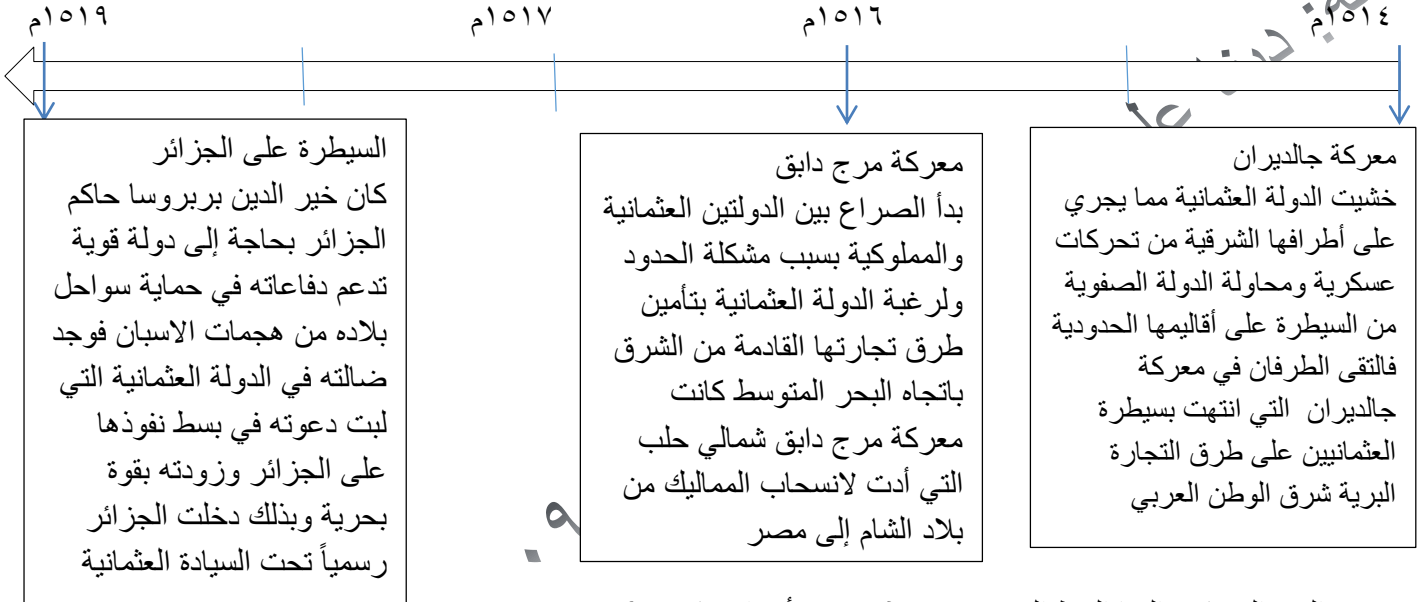 ١٥١٤م
١٥١٦م
١٥١٧م
١٥١٩م
معركة جالديران
خشيت الدولة العثمانية مما يجري
على أطرافها الشرقية من تحركات
عسكرية ومحاولة الدولة الصفوية
من السيطرة على أقاليمها الحدودية
فالتقى الطرفان في معركة
جالديران التي انتهت بسيطرة
العثمانيين على طرق التجارة
البرية شرق الوطن العربي
معركة مرج دابق
بدأ الصراع بين الدولتين العثمانية
والمملوكية بسبب مشكلة الحدود
ولرغبة الدولة العثمانية بتأمين
طرق تجارتها القادمة من الشرق
باتجاه البحر المتوسط كانت
معركة مرج دابق شمالي حلب
التي أدت لانسحاب المماليك من
بلاد الشام إلى مصر
السيطرة على الجزائر
كان خير الدين بربروسا حاكم
الجزائر بحاجة إلى دولة قوية
تدعم دفاعاته في حماية سواحل
بلاده من هجمات الاسبان فوجد
ضالته في الدولة العثمانية التي
لبت دعوته في بسط نفوذها
على الجزائر وزودته بقوة
بحرية وبذلك دخلت الجزائر
رسمياً تحت السيادة العثمانية